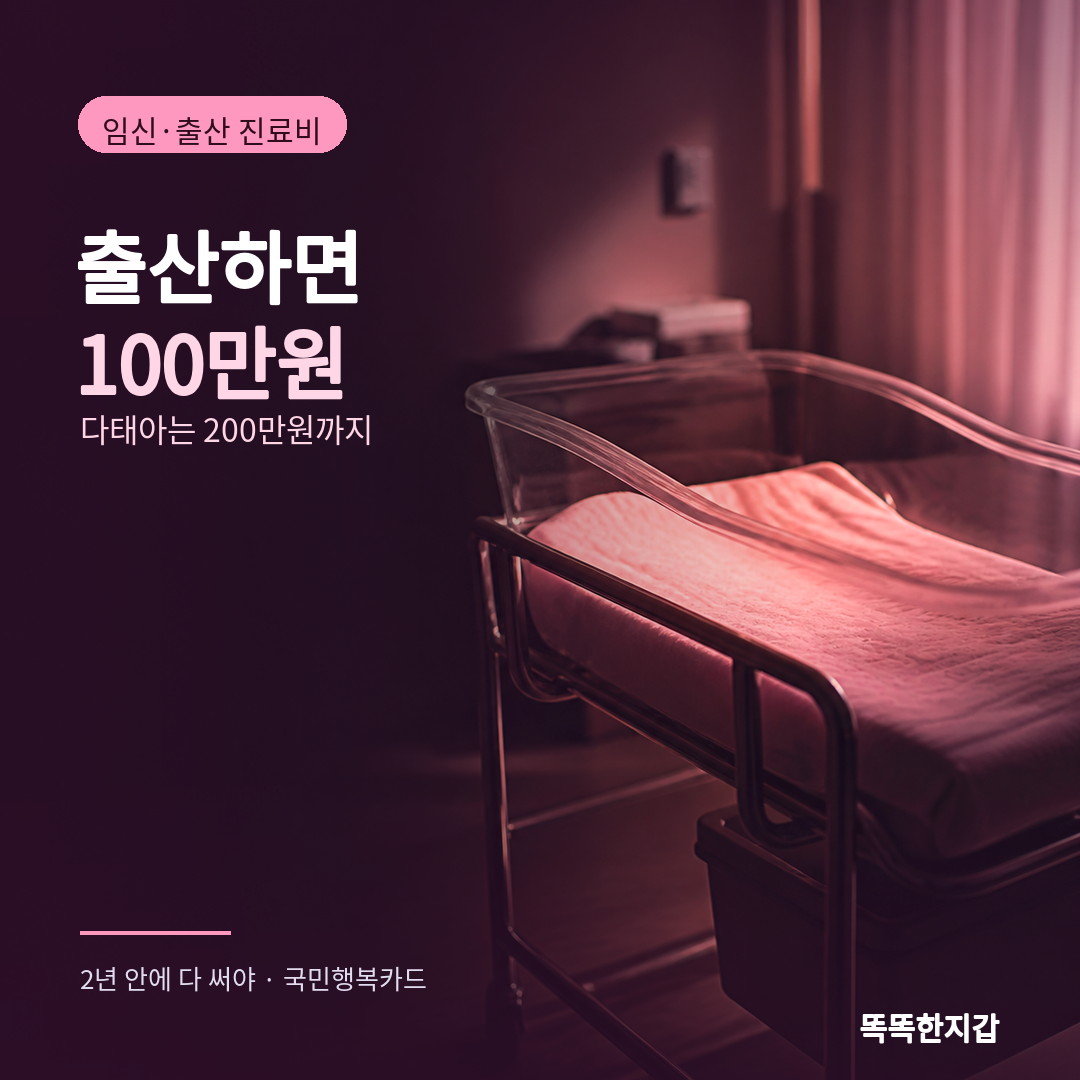 임신·출산 진료비
출산하면
100만원
다태아는 200만원까지
2년 안에 다 써야 · 국민행복카드
똑똑한지갑